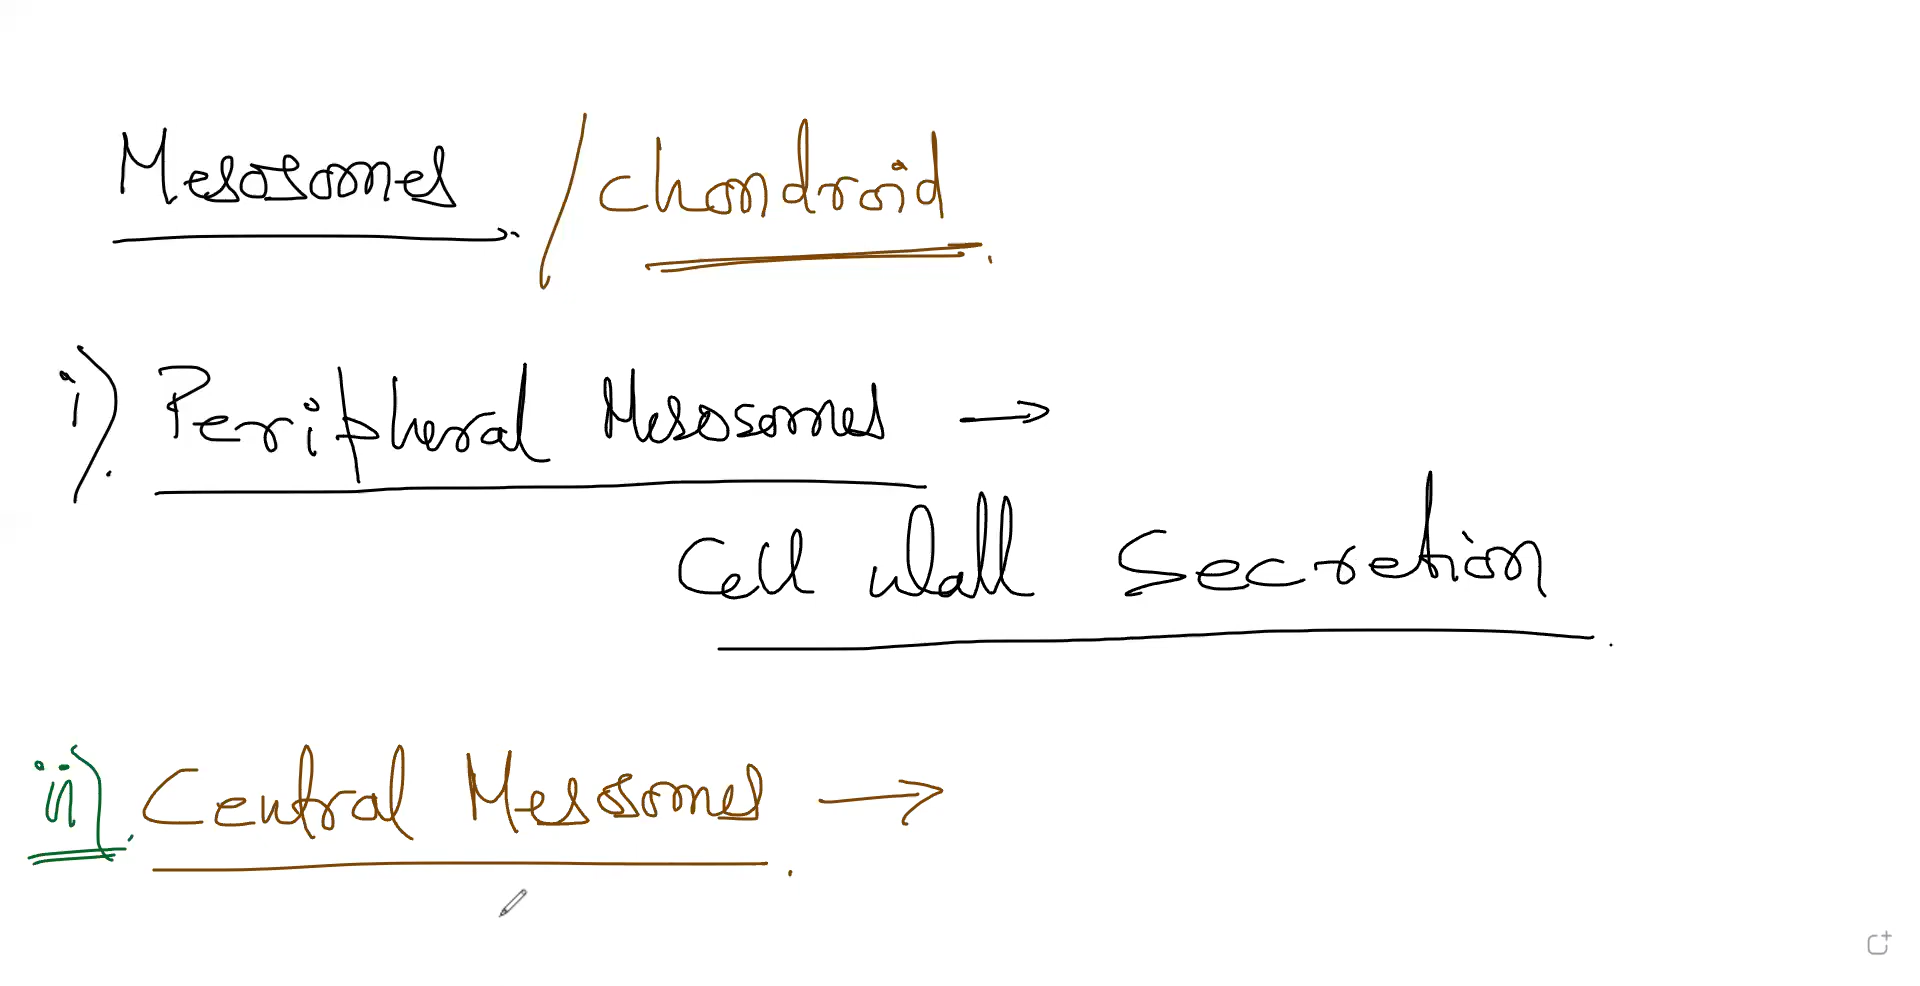 Mesosomes / Chondroid
i). Peripheral Mesosomes →
Cell Wall Secretion.
ii). Central Mesosomes →